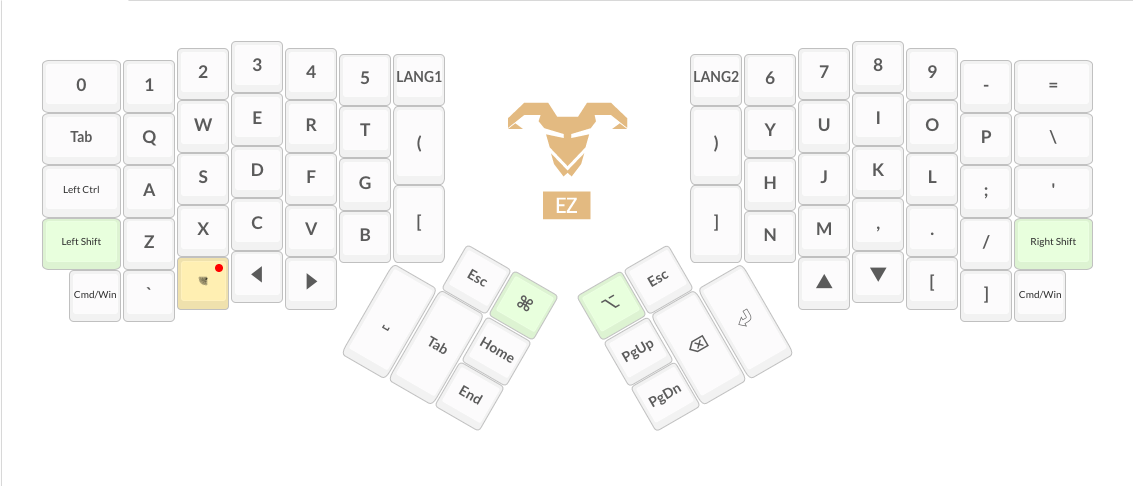 0 1 2 3 4 5 LANG1 LANG2 6 7 8 9 - =
Tab Q W E R T ( ) Y U I O P \
Left Ctrl A S D F G H J K L ; '
Left Shift Z X C V B [ ] N M , . / Right Shift
Cmd/Win ` ◀ ▶ ▲ ▼ [ ] Cmd/Win
EZ
Esc ⌘ ⌥ Esc
Tab Home PgUp ⌫
End PgDn